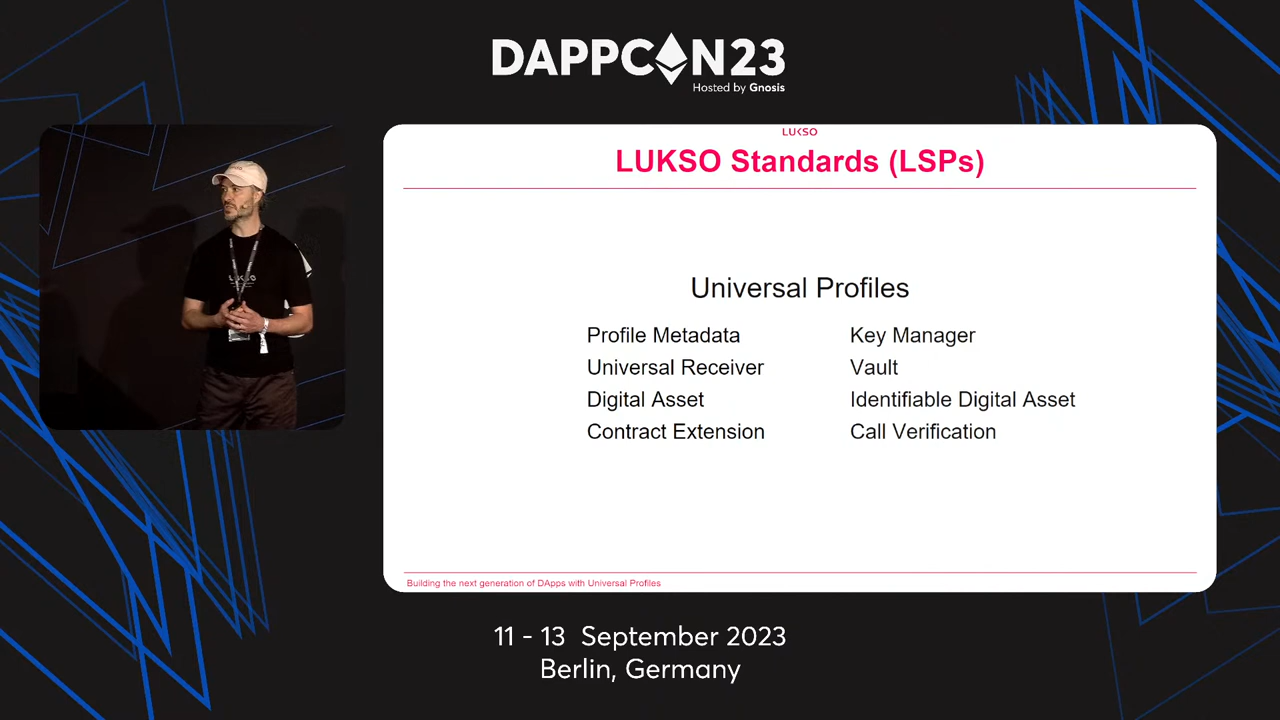 DAPPCON23
Hosted by Gnosis
LUKSO
LUKSO Standards (LSPs)
Universal Profiles
Profile Metadata
Key Manager
Universal Receiver
Vault
Digital Asset
Identifiable Digital Asset
Contract Extension
Call Verification
Building the next generation of DApps with Universal Profiles
LUKSO
11 - 13 September 2023
Berlin, Germany